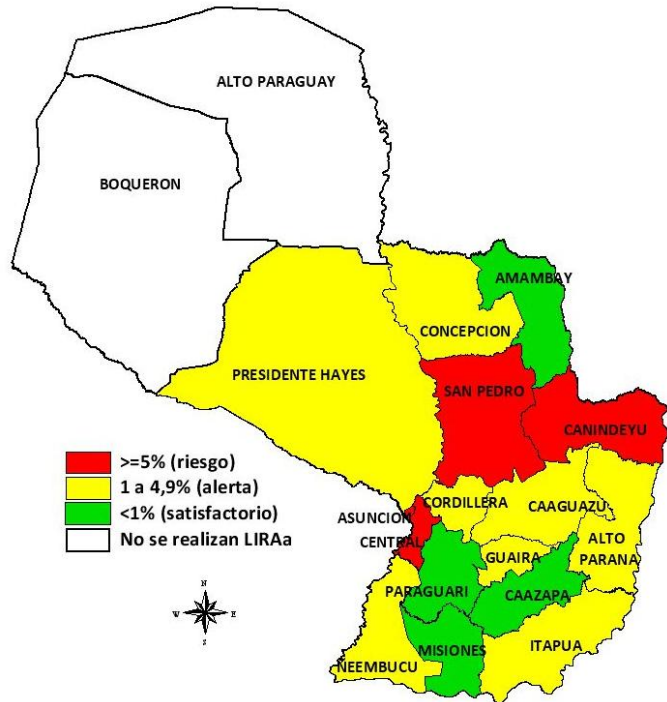 ALTO PARAGUAY
BOQUERON
AMAMBAY
CONCEPCION
PRESIDENTE HAYES
SAN PEDRO
CANINDEYU
>=5% (riesgo)
1 a 4,9% (alerta)
<1% (satisfactorio)
No se realizan LIRAa
CORDILLERA
CAAGUAZU
ASUNCION
CENTRAL
ALTO
PARANA
GUAIRA
PARAGUARI
CAAZAPA
MISIONES
ITAPUA
ÑEEMBUCU
N
W
E
S